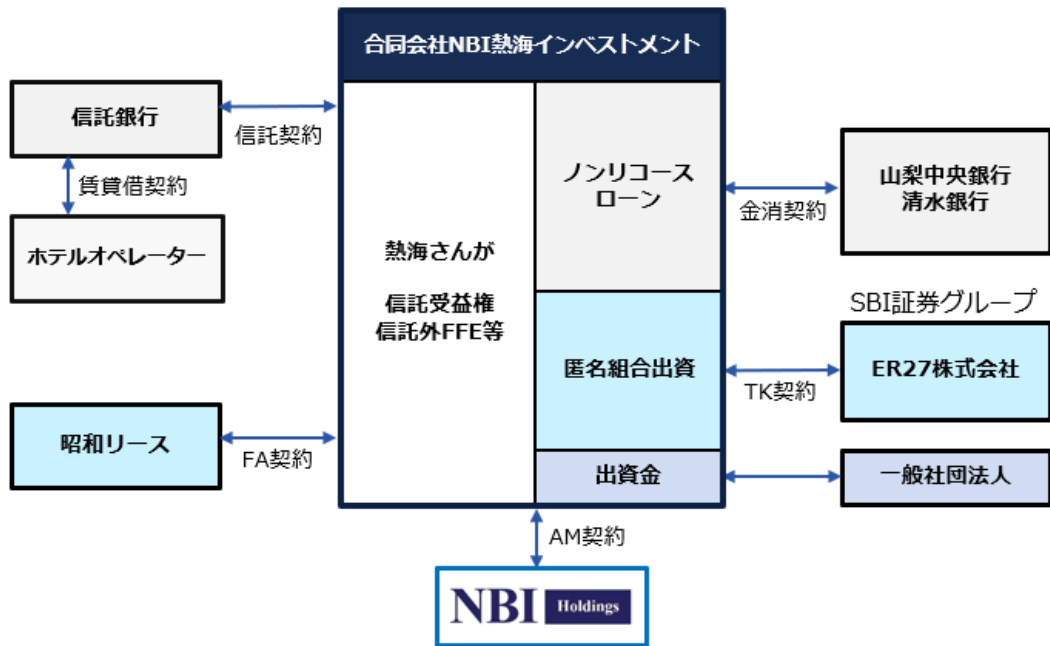 合同会社NBI熱海インベストメント
信託銀行
信託契約
賃貸借契約
ホテルオペレーター
昭和リース
FA契約
熱海さんが
信託受益権
信託外FFE等
ノンリコース
ローン
匿名組合出資
出資金
金消契約
山梨中央銀行
清水銀行
SBI証券グループ
ER27株式会社
TK契約
一般社団法人
AM契約
NBI Holdings